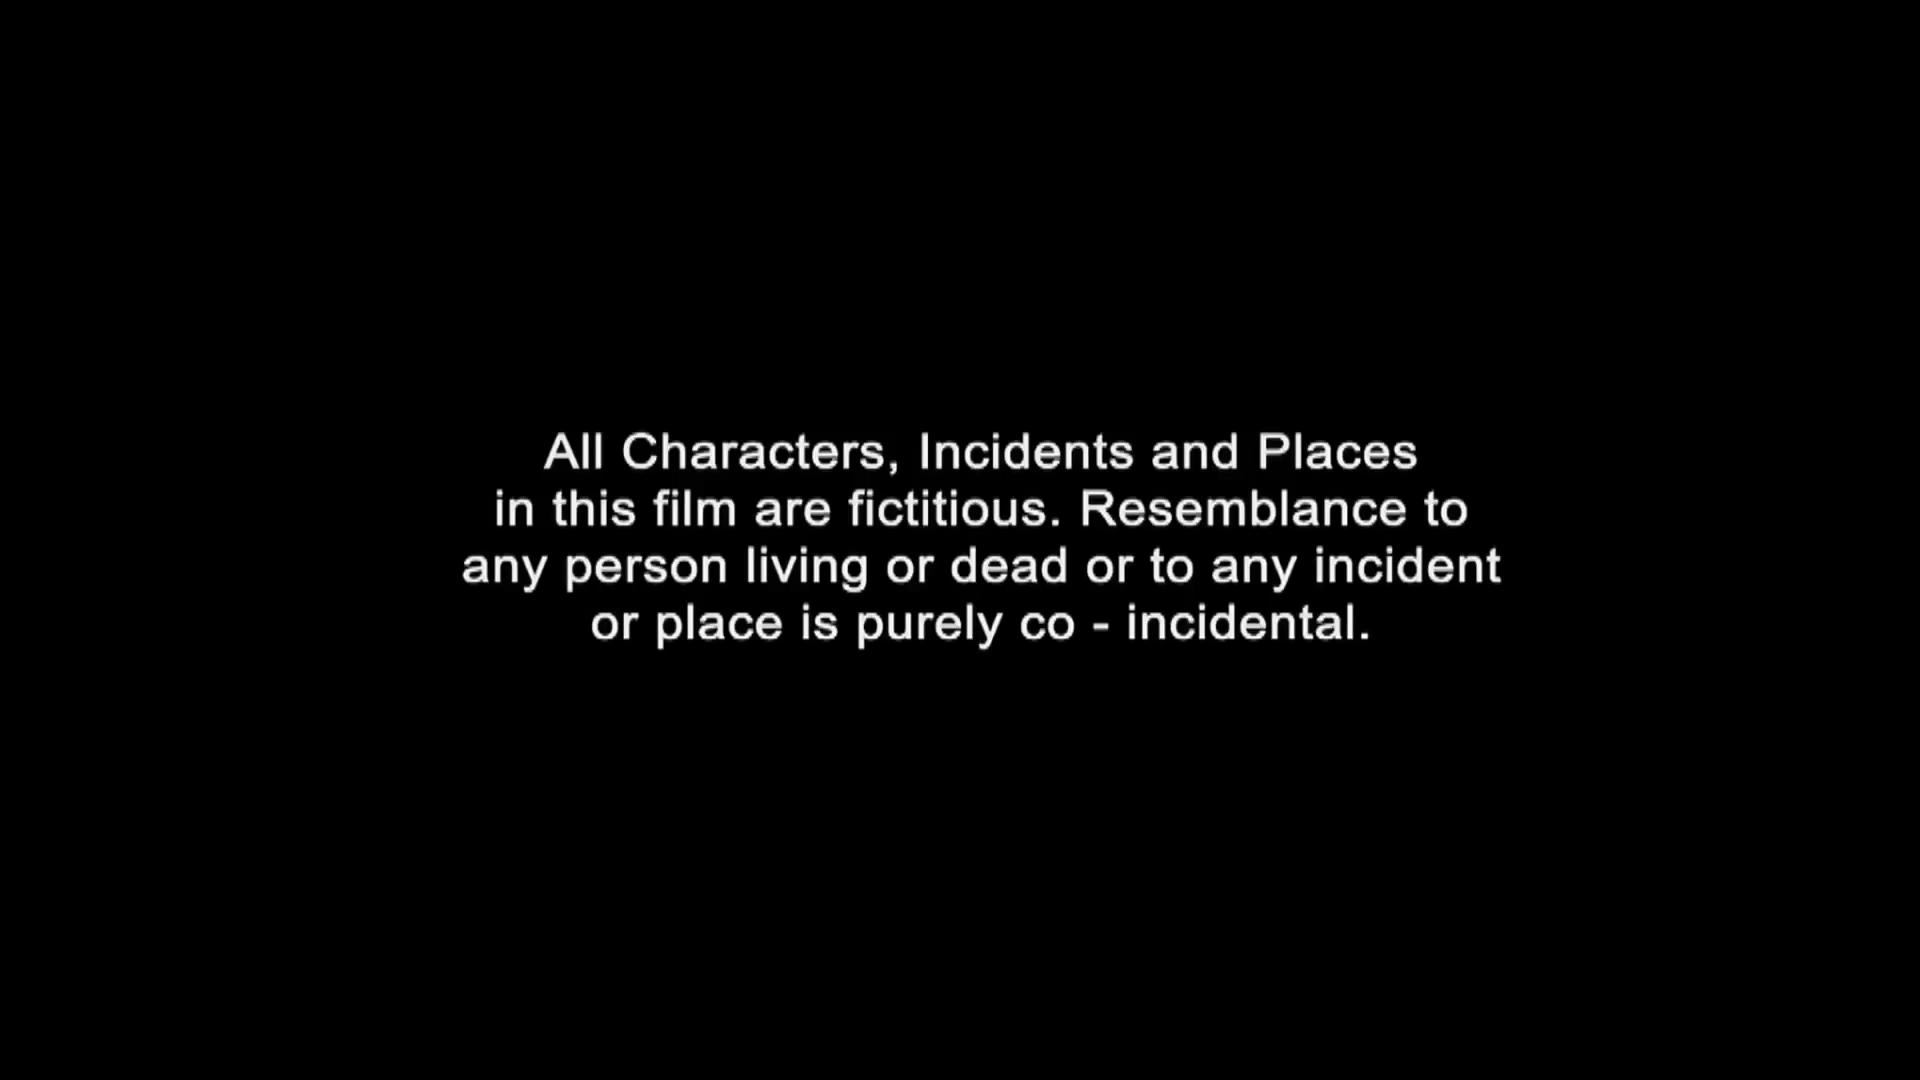 All Characters, Incidents and Places
in this film are fictitious. Resemblance to
any person living or dead or to any incident
or place is purely co - incidental.